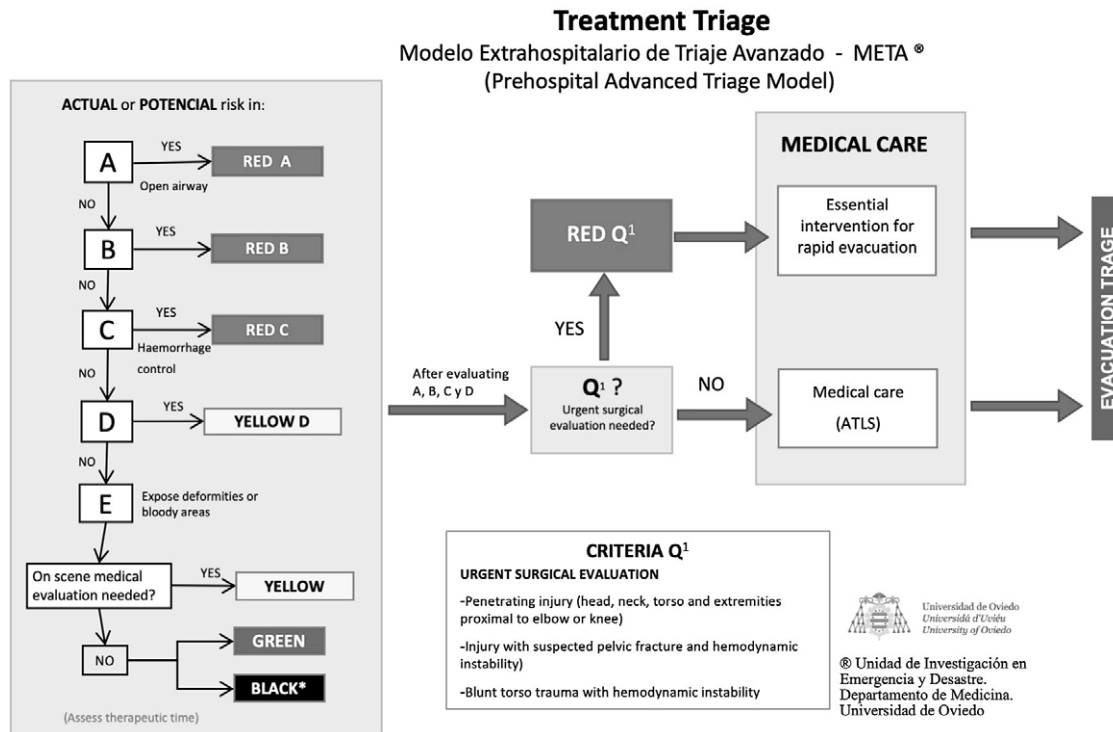 Treatment Triage
Modelo Extrahospitalario de Triaje Avanzado - META ®
(Prehospital Advanced Triage Model)
ACTUAL or POTENCIAL risk in:
A
YES
RED A
Open airway
NO
B
YES
RED B
NO
C
YES
RED C
Haemorrhage
control
NO
D
YES
YELLOW D
NO
E
Expose deformities or
bloody areas
On scene medical
evaluation needed?
YES
YELLOW
NO
GREEN
BLACK*
(Assess therapeutic time)
After evaluating
A, B, C y D
Q¹ ?
Urgent surgical
evaluation needed?
YES
RED Q¹
NO
MEDICAL CARE
Essential
intervention for
rapid evacuation
Medical care
(ATLS)
EVACUATION TRAGE
CRITERIA Q¹
URGENT SURGICAL EVALUATION
-Penetrating injury (head, neck, torso and extremities
proximal to elbow or knee)
-Injury with suspected pelvic fracture and hemodynamic
instability)
-Blunt torso trauma with hemodynamic instability
Universidad de Oviedo
Universidá d'Uviéu
University of Oviedo
® Unidad de Investigación en
Emergencia y Desastre.
Departamento de Medicina.
Universidad de Oviedo